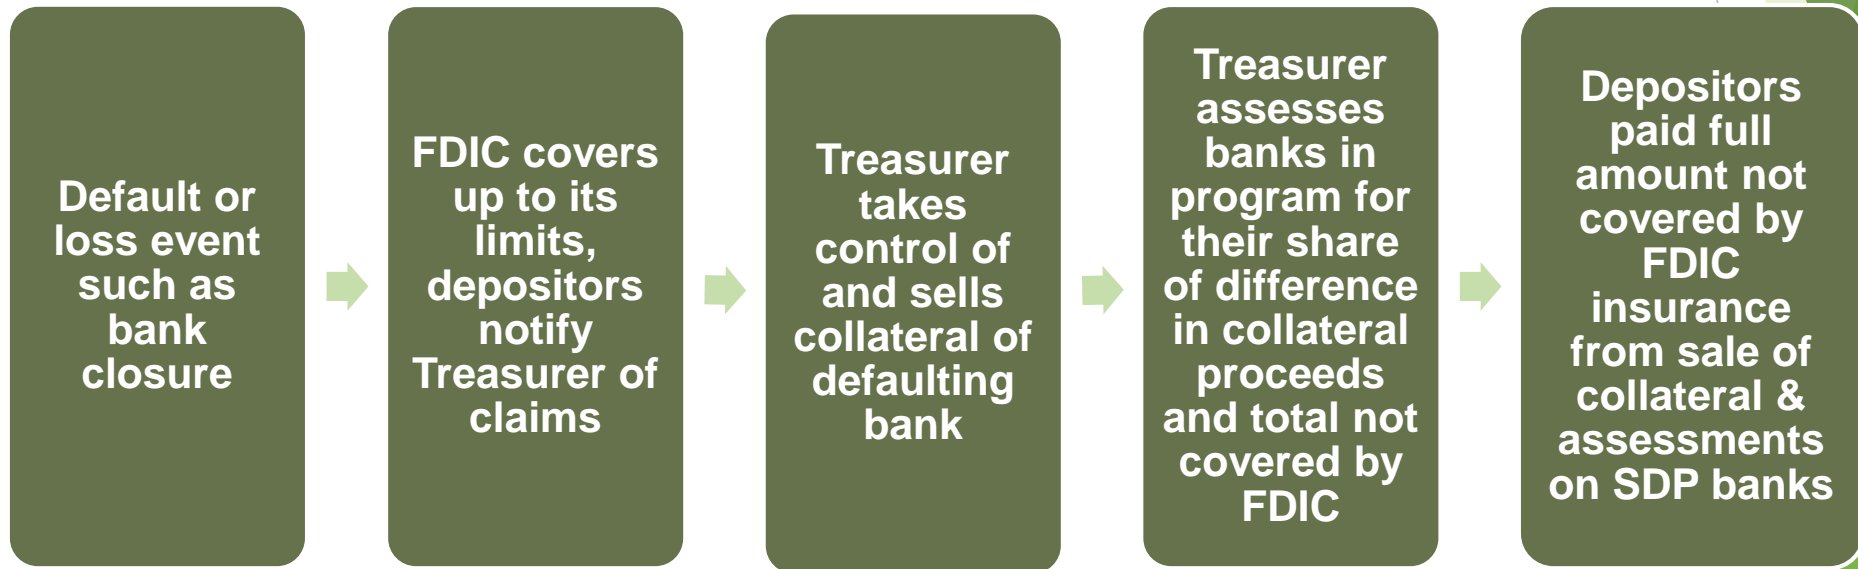 Default or
loss event
such as
bank
closure
FDIC covers
up to its
limits,
depositors
notify
Treasurer of
claims
Treasurer
takes
control of
and sells
collateral of
defaulting
bank
Treasurer
assesses
banks in
program for
their share
of difference
in collateral
proceeds
and total not
covered by
FDIC
Depositors
paid full
amount not
covered by
FDIC
insurance
from sale of
collateral &
assessments
on SDP banks